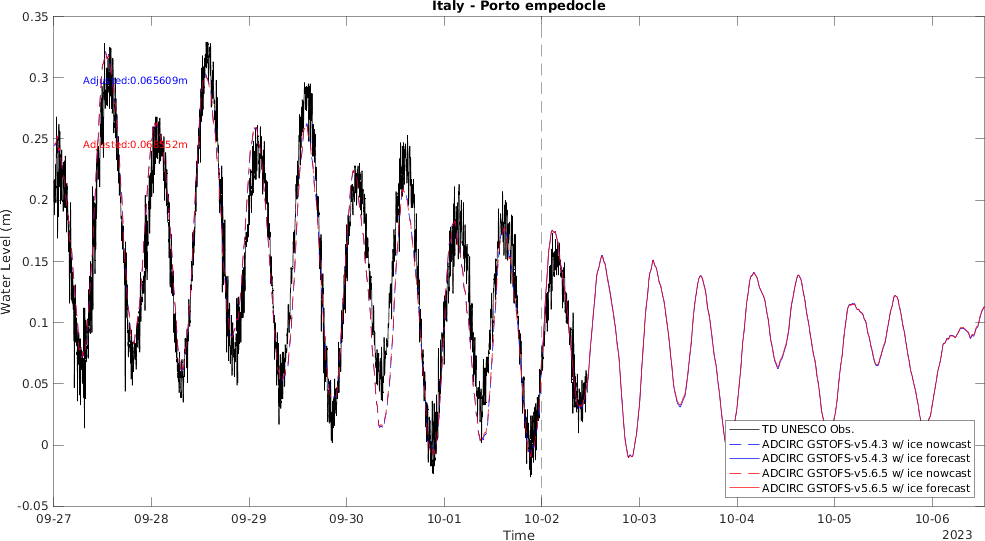 Italy - Porto empedocle
0.35
0.3
0.25
0.2
0.15
0.1
0.05
0
-0.05
Water Level (m)
Adjusted:0.065609m
09-27
09-28
09-29
09-30
10-01
10-02
10-03
10-04
10-05
10-06
Time
2023
TD UNESCO Obs.
ADCIRC GSTOFS-v5.4.3 w/ ice nowcast
ADCIRC GSTOFS-v5.4.3 w/ ice forecast
ADCIRC GSTOFS-v5.6.5 w/ ice nowcast
ADCIRC GSTOFS-v5.6.5 w/ ice forecast